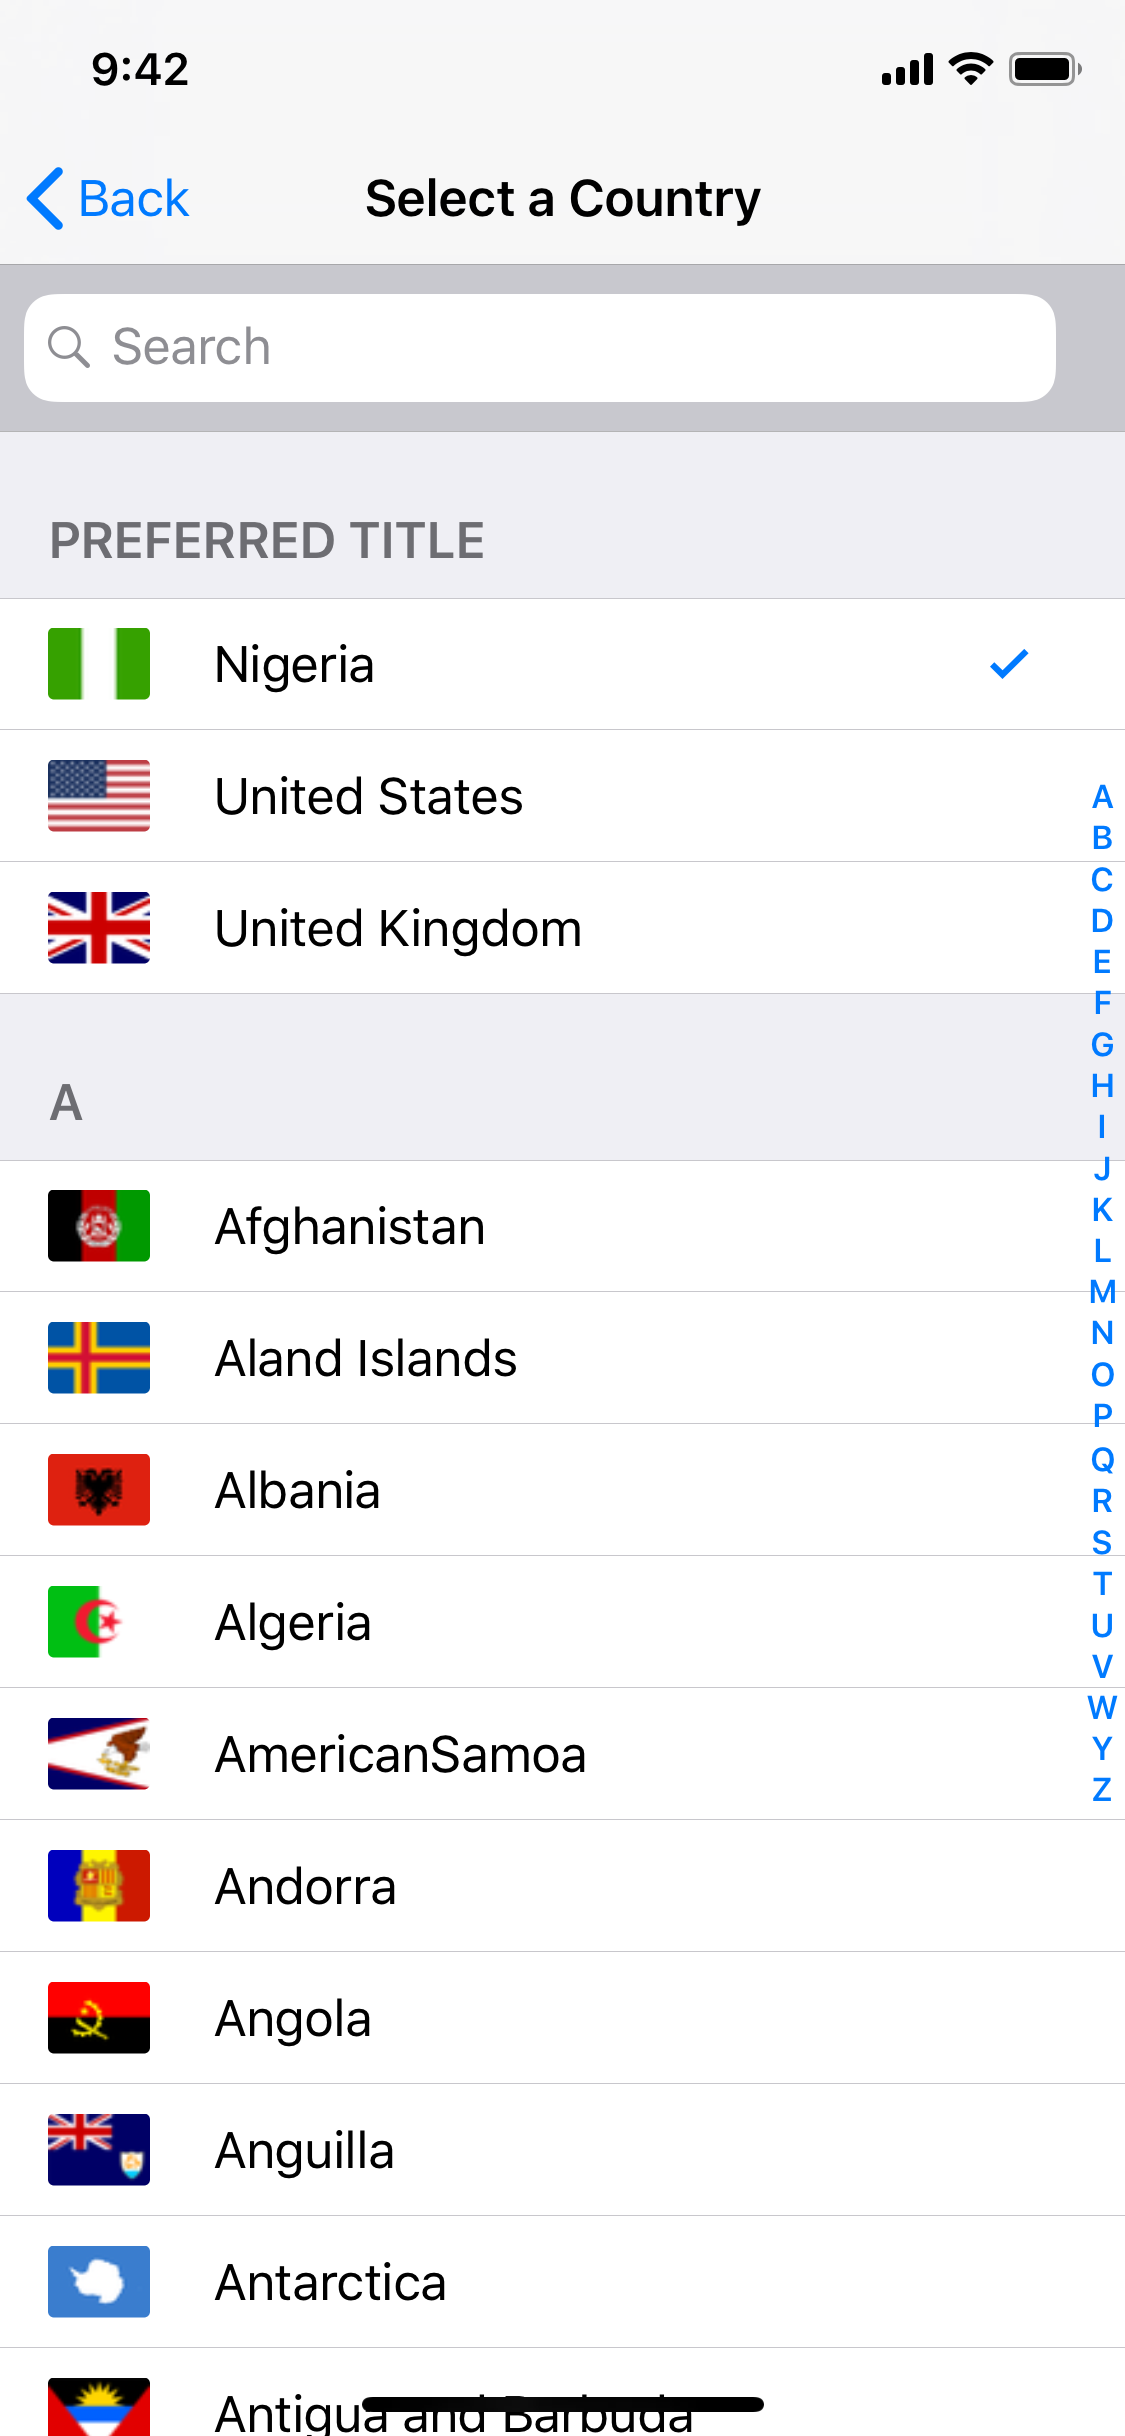 9:42
Back
Select a Country
Search
PREFERRED TITLE
Nigeria
United States
United Kingdom
A
Afghanistan
Aland Islands
Albania
Algeria
AmericanSamoa
Andorra
Angola
Anguilla
Antarctica
Antigua and Barbuda
A
B
C
D
E
F
G
H
I
J
K
L
M
N
O
P
Q
R
S
T
U
V
W
Y
Z